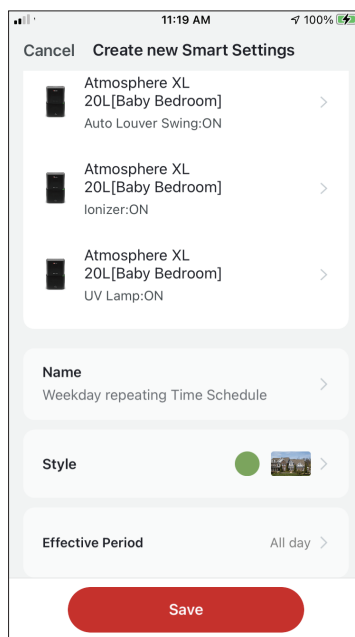 11:19 AM
100%
Cancel Create new Smart Settings
Atmosphere XL
20L[Baby Bedroom]
Auto Louver Swing:ON
Atmosphere XL
20L[Baby Bedroom]
Ionizer:ON
Atmosphere XL
20L[Baby Bedroom]
UV Lamp:ON
Name
Weekday repeating Time Schedule
Style
Effective Period All day
Save